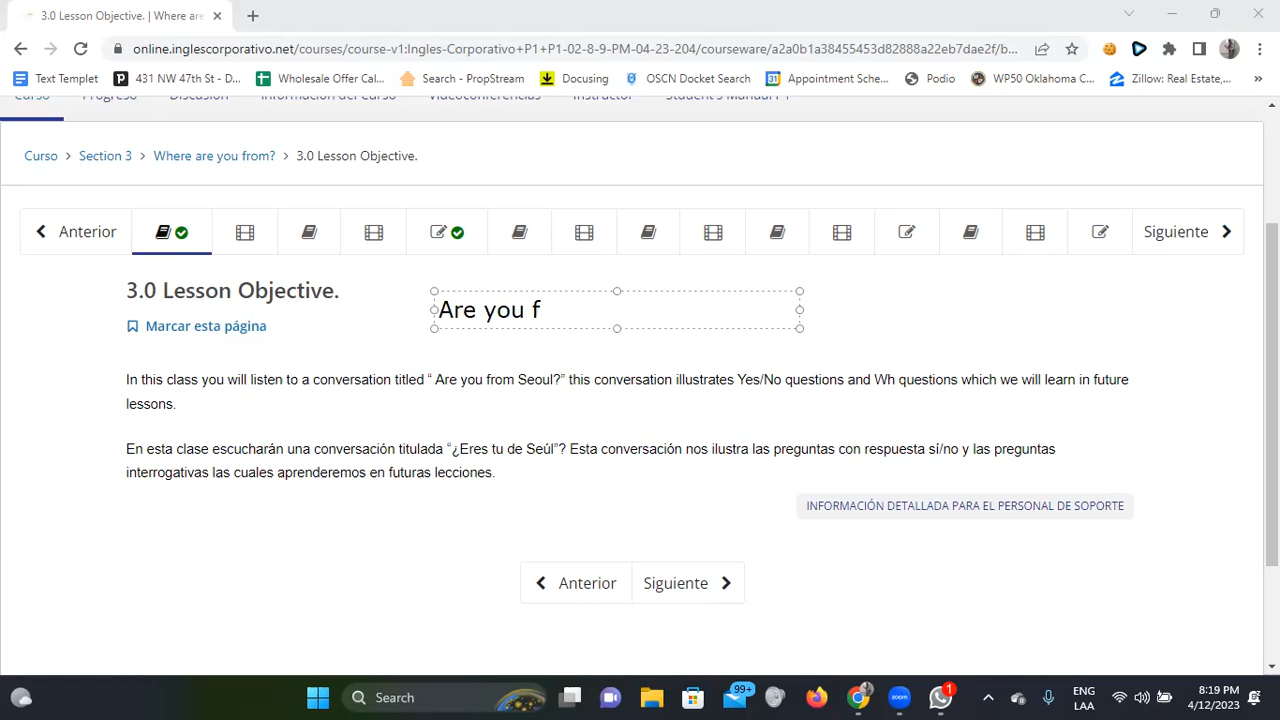 3.0 Lesson Objective. | Where are
online.inglescorporativo.net/courses/course-v1:Ingles-Corporativo+P1+P1-02-8-9-PM-04-23-204/courseware/a2a0b1a38455453d82888a22eb7dae2f/b...
Text Templet 431 NW 47th St - D... Wholesale Offer Cal... Search - PropStream Docusing OSCN Docket Search Appointment Sche... Podio WP50 Oklahoma C... Zillow: Real Estate,... »
Curso Progreso Discusión Información del Curso Videoconferencias Instructor Student's Manual P1
Curso > Section 3 > Where are you from? > 3.0 Lesson Objective.
Anterior Siguiente
3.0 Lesson Objective.
Are you f
Marcar esta página
In this class you will listen to a conversation titled “ Are you from Seoul?” this conversation illustrates Yes/No questions and Wh questions which we will learn in future
lessons.
En esta clase escucharán una conversación titulada “¿Eres tu de Seúl”? Esta conversación nos ilustra las preguntas con respuesta sí/no y las preguntas
interrogativas las cuales aprenderemos en futuras lecciones.
INFORMACIÓN DETALLADA PARA EL PERSONAL DE SOPORTE
Anterior Siguiente
Search 99+ zoom 1 ENG 8:19 PM
LAA 4/12/2023